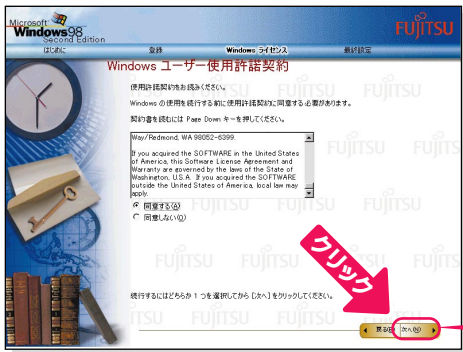 Microsoft
Windows98
Second Edition
FUJITSU
はじめに
登録
Windows ライセンス
最終設定
Windows ユーザー使用許諾契約
使用許諾契約をお読みください。
Windows の使用を続行する前に使用許諾契約に同意する必要があります。
契約書を読むには Page Down キーを押してください。
Way/Redmond, WA 98052-6399.
If you acquired the SOFTWARE in the United States
of America, this Software License Agreement and
Warranty are governed by the laws of the State of
Washington, U.S.A. If you acquired the SOFTWARE
outside the United States of America, local law may
apply.
同意する(A)
同意しない(O)
クリック
続行するにはどちらか 1 つを選択してから [次へ] をクリックしてください。
戻る(B)
次へ(N)